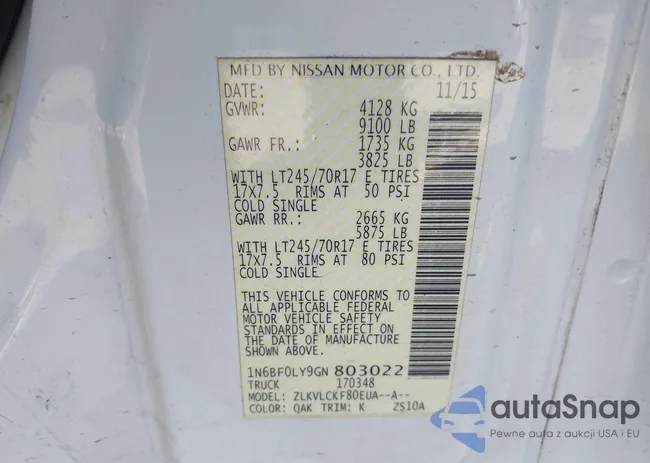 MFD BY NISSAN MOTOR CO., LTD.
DATE: 11/15
GVWR: 4128 KG
9100 LB
GAWR FR.: 1735 KG
3825 LB
WITH LT245/70R17 E TIRES
17X7.5 RIMS AT 50 PSI
COLD SINGLE
GAWR RR.: 2665 KG
5875 LB
WITH LT245/70R17 E TIRES
17X7.5 RIMS AT 80 PSI
COLD SINGLE
THIS VEHICLE CONFORMS TO
ALL APPLICABLE FEDERAL
MOTOR VEHICLE SAFETY
STANDARDS IN EFFECT ON
THE DATE OF MANUFACTURE
SHOWN ABOVE.
1N6BF0LY9GN 803022
TRUCK 170348
MODEL: ZLKVLCKF80EUA--A--
COLOR: QAK TRIM: K ZS10A
autoSnap
Pewne auta z aukcji USA i EU